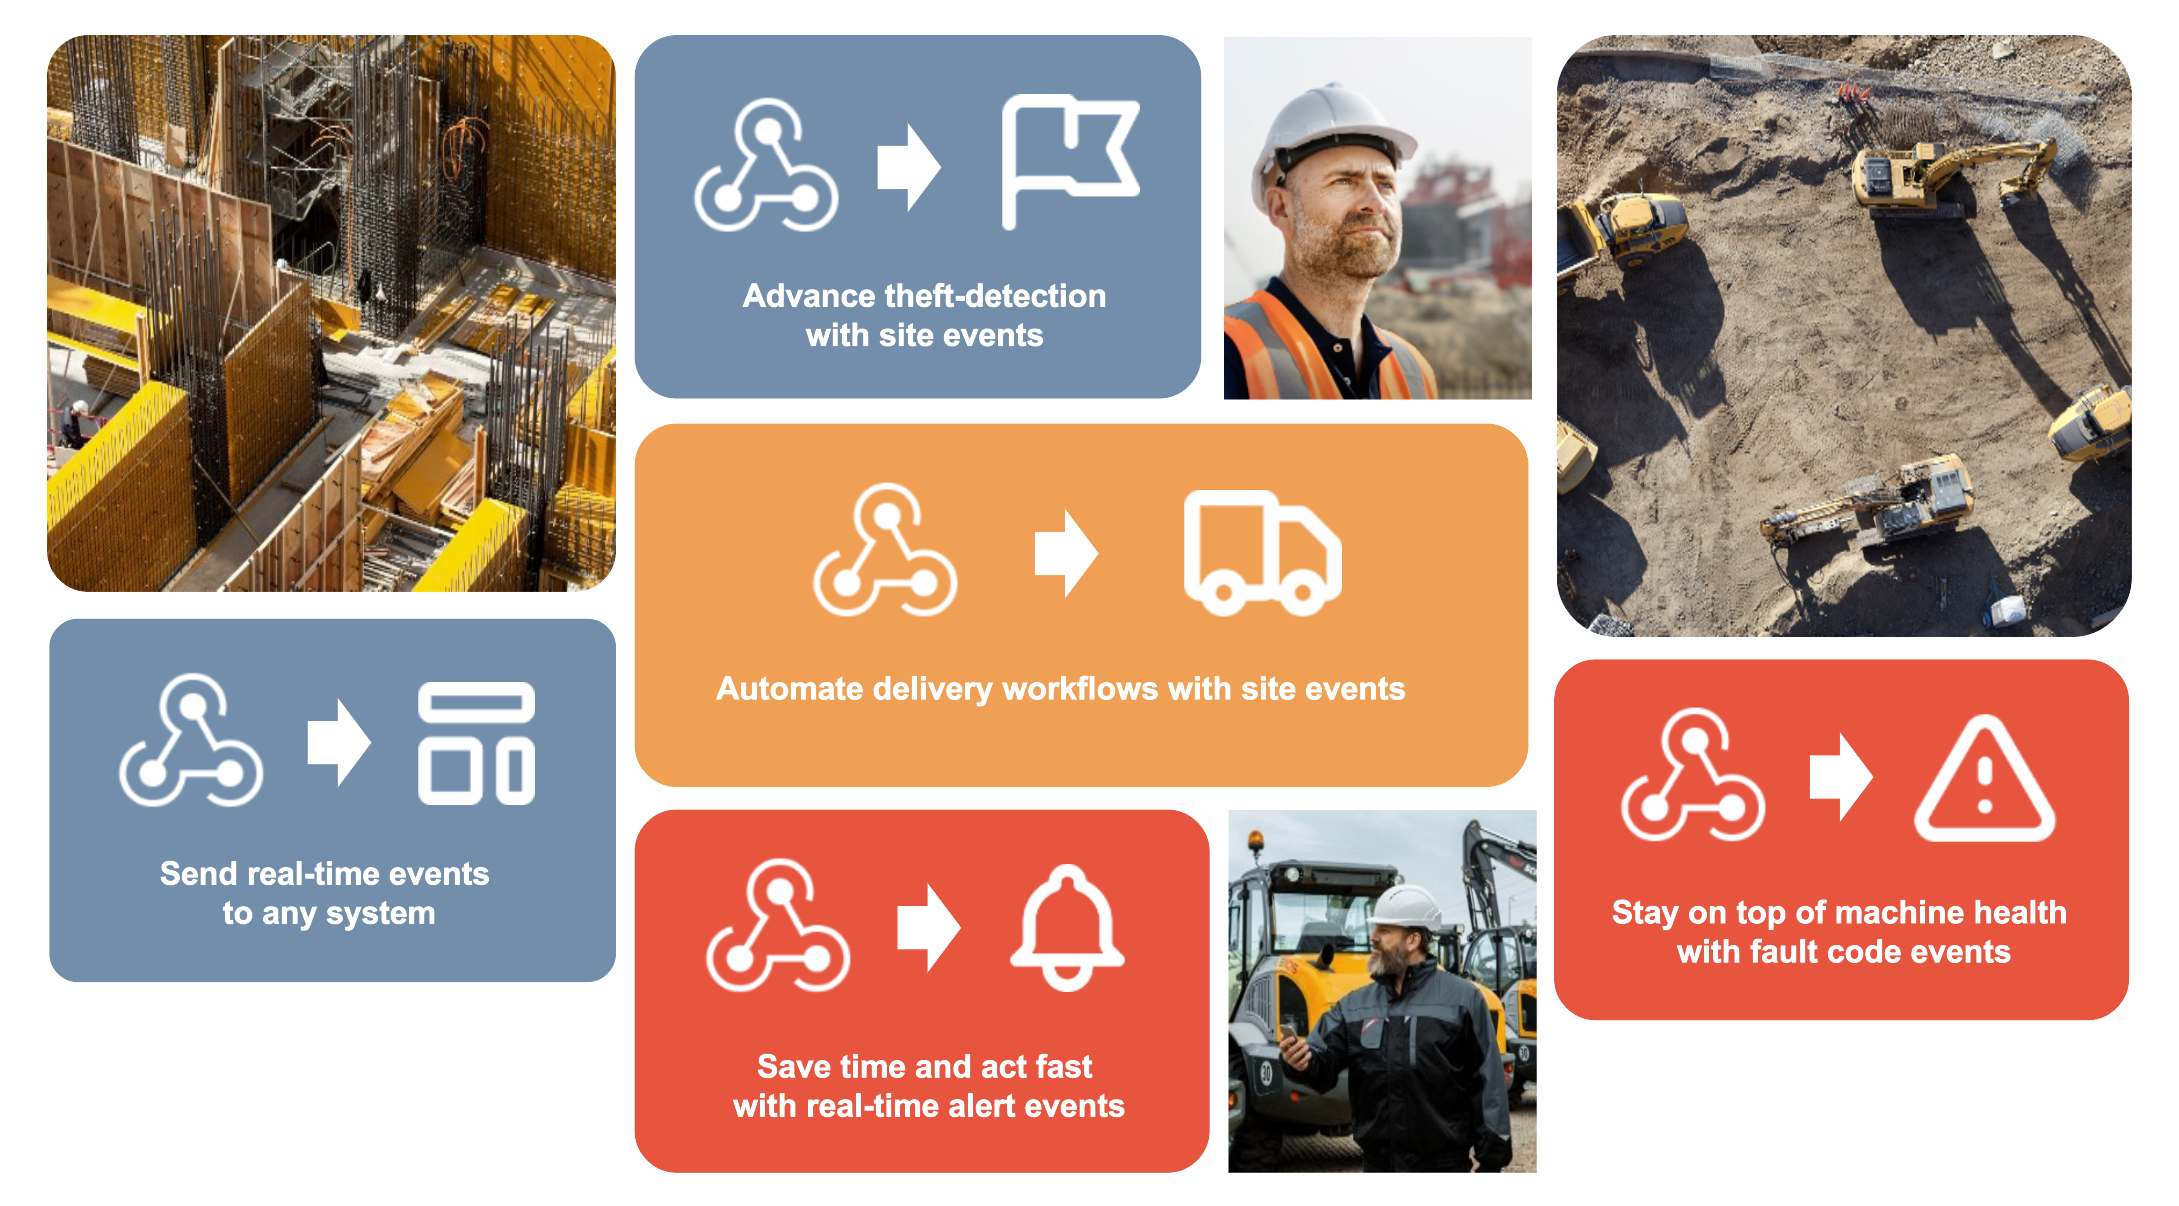 Advance theft-detection
with site events
Automate delivery workflows with site events
Send real-time events
to any system
Stay on top of machine health
with fault code events
Save time and act fast
with real-time alert events
30